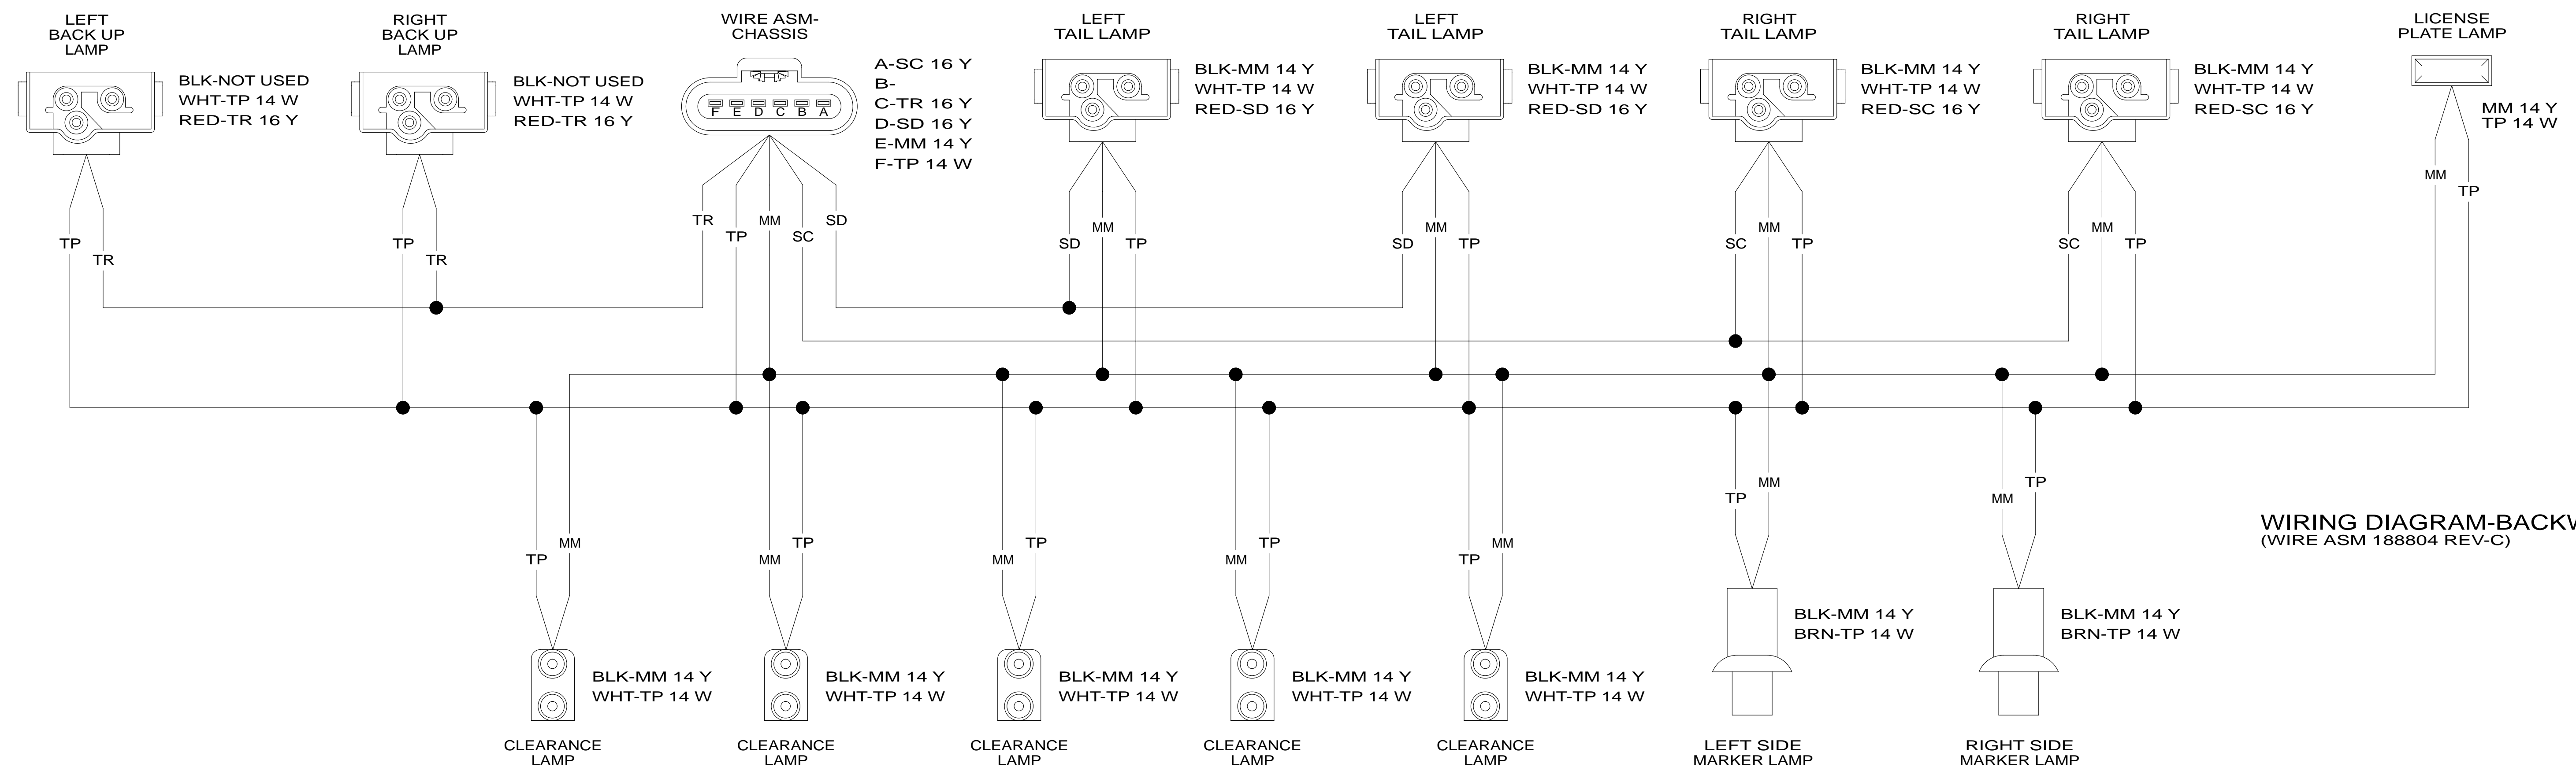 LEFT
BACK UP
LAMP
BLK-NOT USED
WHT-TP 14 W
RED-TR 16 Y
RIGHT
BACK UP
LAMP
BLK-NOT USED
WHT-TP 14 W
RED-TR 16 Y
WIRE ASM-
CHASSIS
F E D C B A
A-SC 16 Y
B-
C-TR 16 Y
D-SD 16 Y
E-MM 14 Y
F-TP 14 W
LEFT
TAIL LAMP
BLK-MM 14 Y
WHT-TP 14 W
RED-SD 16 Y
LEFT
TAIL LAMP
BLK-MM 14 Y
WHT-TP 14 W
RED-SD 16 Y
RIGHT
TAIL LAMP
BLK-MM 14 Y
WHT-TP 14 W
RED-SC 16 Y
RIGHT
TAIL LAMP
BLK-MM 14 Y
WHT-TP 14 W
RED-SC 16 Y
LICENSE
PLATE LAMP
MM 14 Y
TP 14 W
TP
TR
TP
TR
TR
TP
MM
SC
SD
SD
MM
TP
SD
MM
TP
SC
MM
TP
SC
MM
TP
MM
TP
TP
MM
MM
TP
MM
TP
MM
TP
TP
MM
TP
MM
MM
TP
WIRING DIAGRAM-BACKW
(WIRE ASM 188804 REV-C)
BLK-MM 14 Y
WHT-TP 14 W
CLEARANCE
LAMP
BLK-MM 14 Y
WHT-TP 14 W
CLEARANCE
LAMP
BLK-MM 14 Y
WHT-TP 14 W
CLEARANCE
LAMP
BLK-MM 14 Y
WHT-TP 14 W
CLEARANCE
LAMP
BLK-MM 14 Y
WHT-TP 14 W
CLEARANCE
LAMP
BLK-MM 14 Y
BRN-TP 14 W
LEFT SIDE
MARKER LAMP
BLK-MM 14 Y
BRN-TP 14 W
RIGHT SIDE
MARKER LAMP